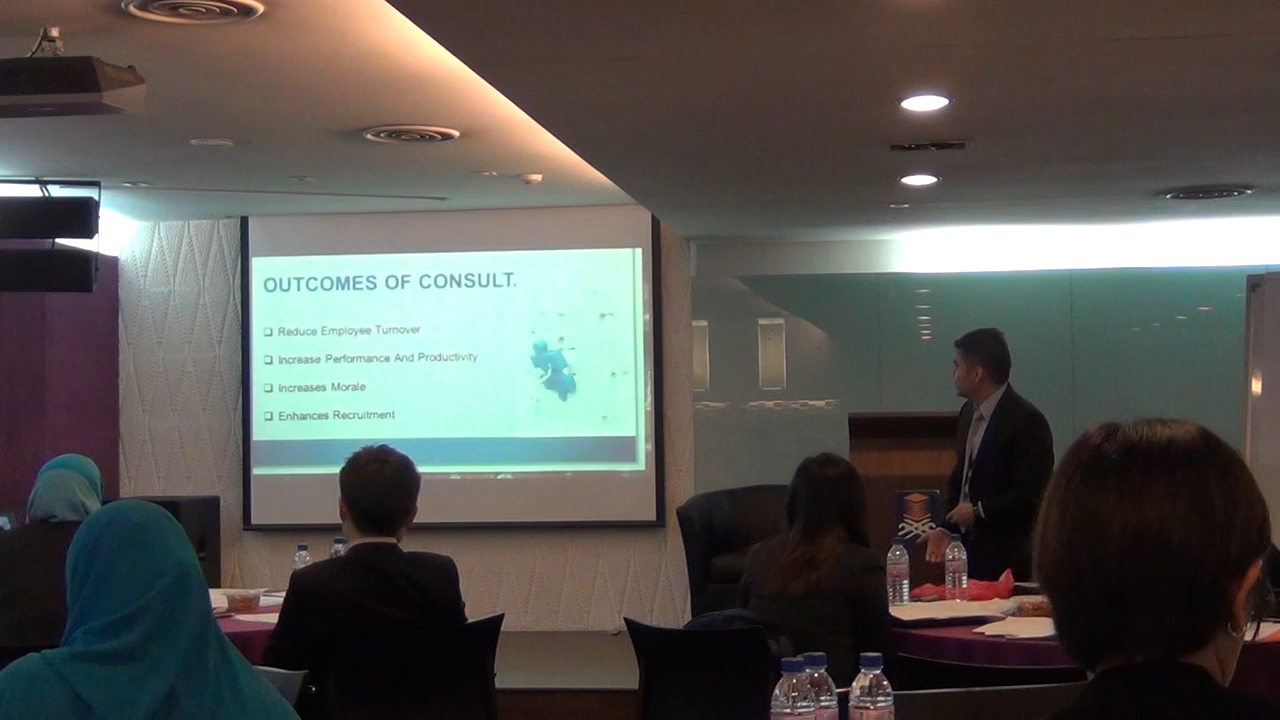 OUTCOMES OF CONSULT.
❑ Reduce Employee Turnover
❑ Increase Performance And Productivity
❑ Increases Morale
❑ Enhances Recruitment